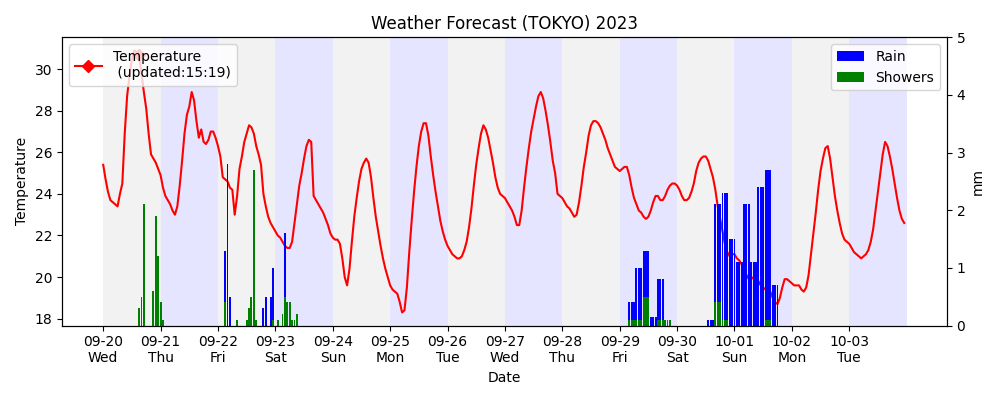 Weather Forecast (TOKYO) 2023
Temperature
(updated:15:19)
Rain
Showers
Temperature
30
28
26
24
22
20
18
5
4
3
2
1
0
mm
09-20 09-21 09-22 09-23 09-24 09-25 09-26 09-27 09-28 09-29 09-30 10-01 10-02 10-03
Wed Thu Fri Sat Sun Mon Tue Wed Thu Fri Sat Sun Mon Tue
Date